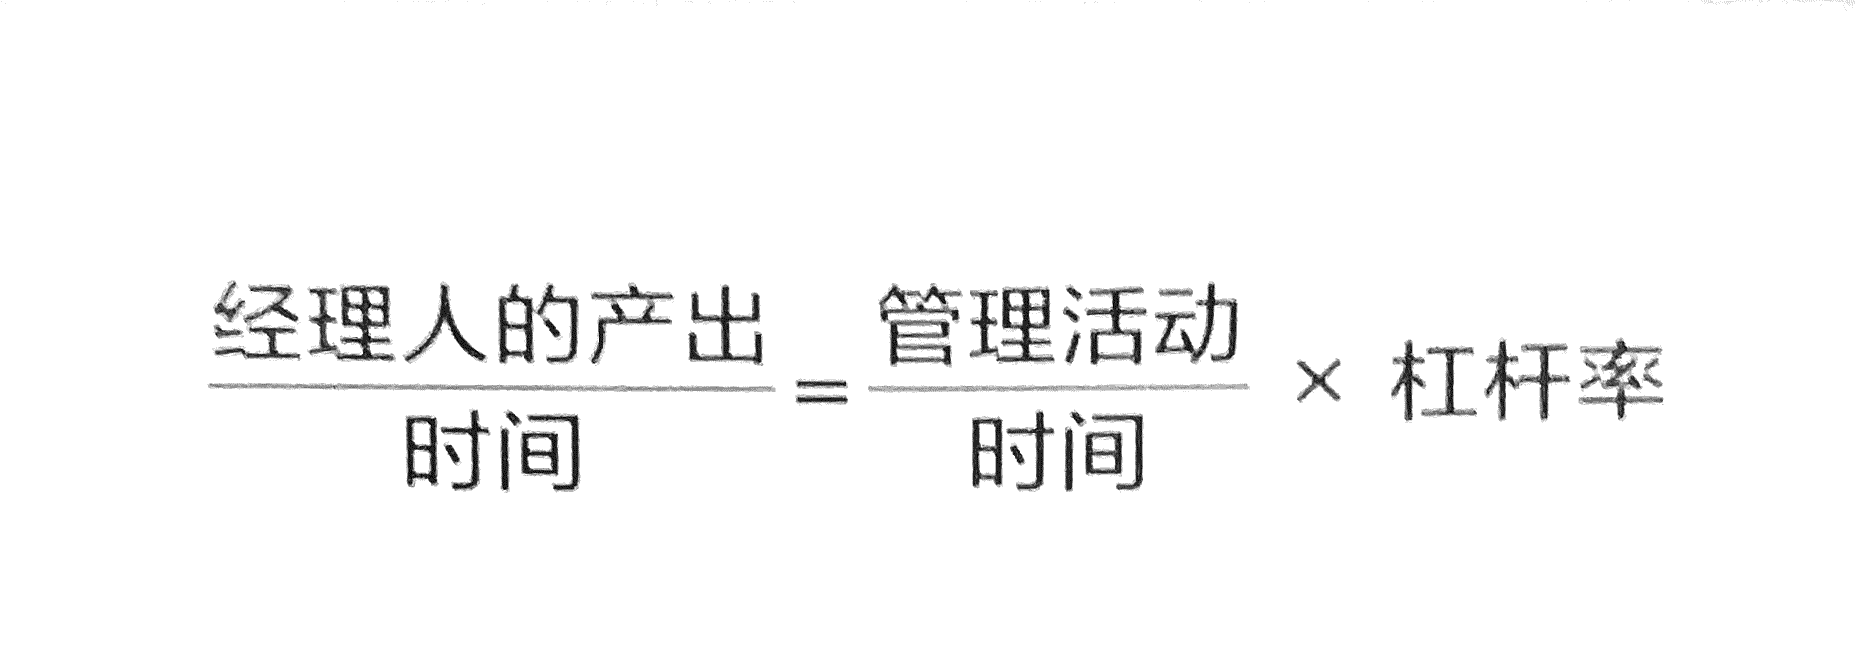 经理人的产出 管理活动
= × 杠杆率
时间 时间